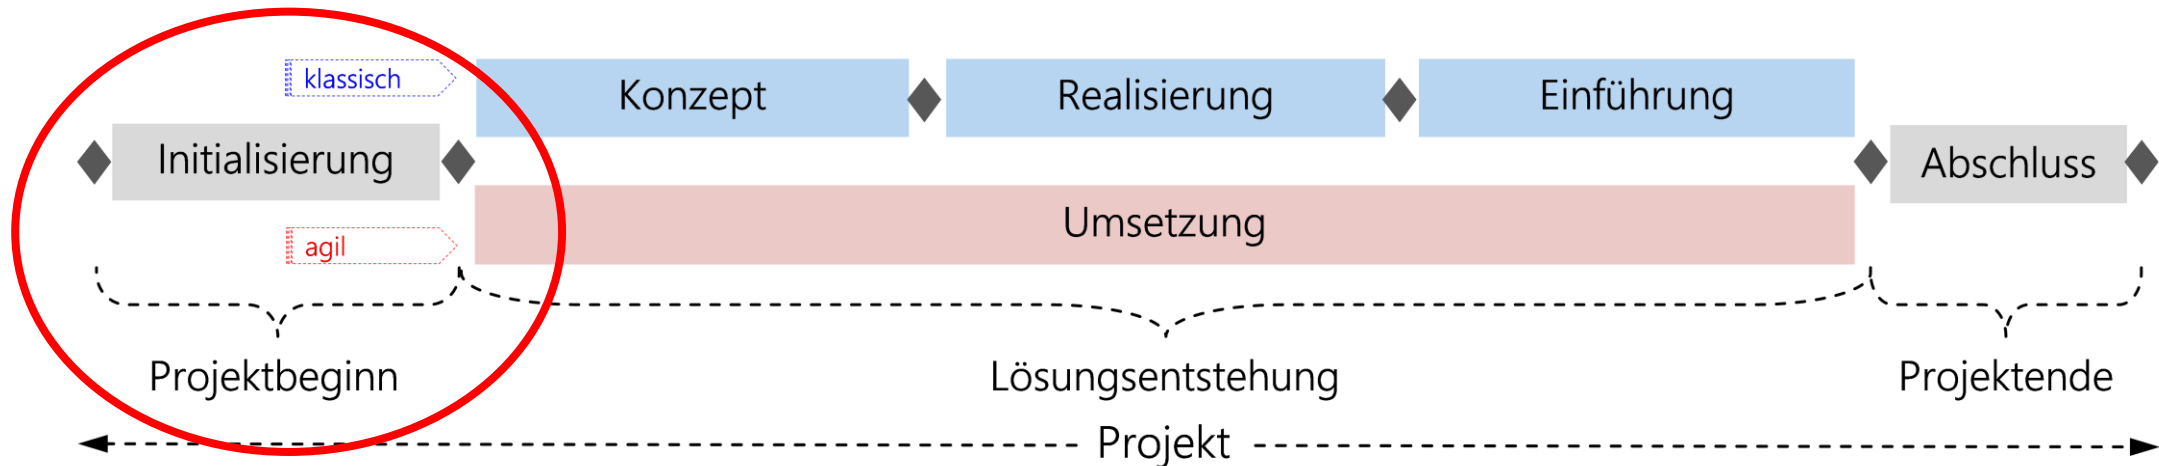 klassisch
Konzept
Realisierung
Einführung
Initialisierung
Abschluss
Umsetzung
agil
Projektbeginn
Lösungsentstehung
Projektende
Projekt